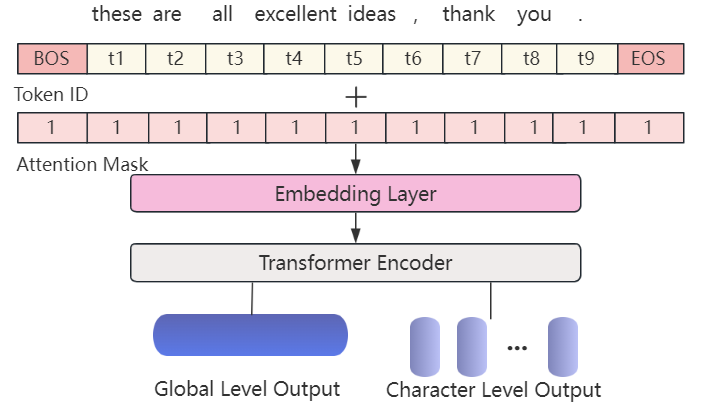 these are all excellent ideas , thank you .
BOS t1 t2 t3 t4 t5 t6 t7 t8 t9 EOS
Token ID +
1 1 1 1 1 1 1 1 1 1 1
Attention Mask
Embedding Layer
Transformer Encoder
...
Global Level Output Character Level Output